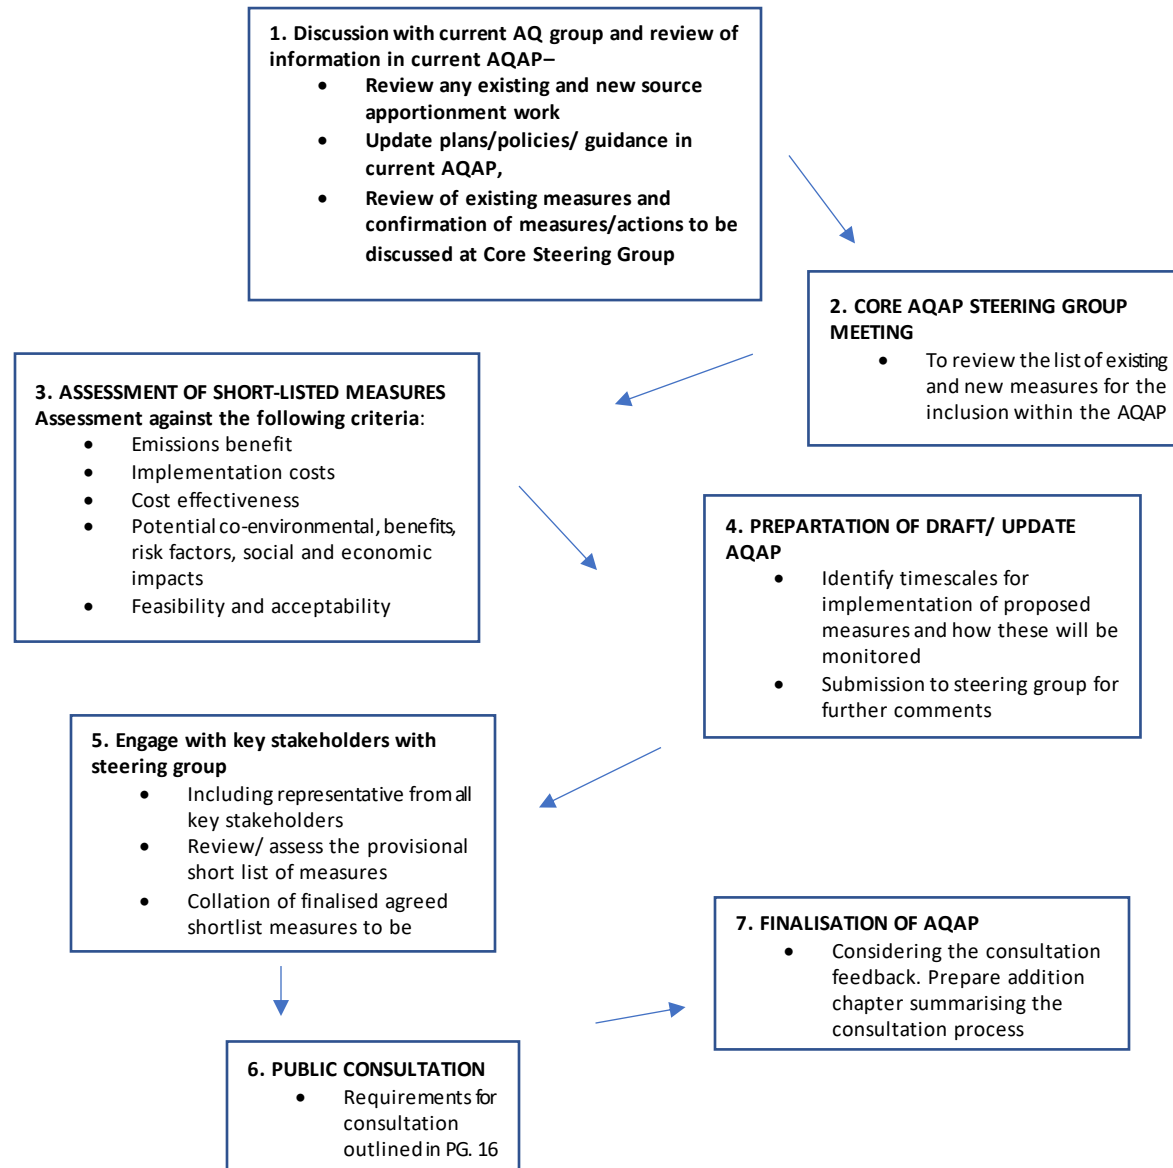 1. Discussion with current AQ group and review of
information in current AQAP–
• Review any existing and new source
apportionment work
• Update plans/policies/ guidance in
current AQAP,
• Review of existing measures and
confirmation of measures/actions to be
discussed at Core Steering Group
2. CORE AQAP STEERING GROUP
MEETING
• To review the list of existing
and new measures for the
inclusion within the AQAP
3. ASSESSMENT OF SHORT-LISTED MEASURES
Assessment against the following criteria:
• Emissions benefit
• Implementation costs
• Cost effectiveness
• Potential co-environmental, benefits,
risk factors, social and economic
impacts
• Feasibility and acceptability
4. PREPARTATION OF DRAFT/ UPDATE
AQAP
• Identify timescales for
implementation of proposed
measures and how these will be
monitored
• Submission to steering group for
further comments
5. Engage with key stakeholders with
steering group
• Including representative from all
key stakeholders
• Review/ assess the provisional
short list of measures
• Collation of finalised agreed
shortlist measures to be
6. PUBLIC CONSULTATION
• Requirements for
consultation
outlined in PG. 16
7. FINALISATION OF AQAP
• Considering the consultation
feedback. Prepare addition
chapter summarising the
consultation process